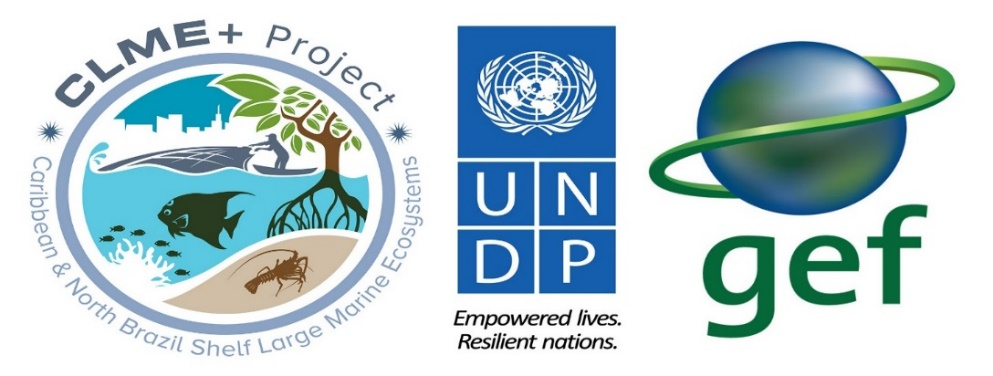 CLME+ Project
Caribbean & North Brazil Shelf Large Marine Ecosystems
U N
D P
Empowered lives.
Resilient nations.
gef